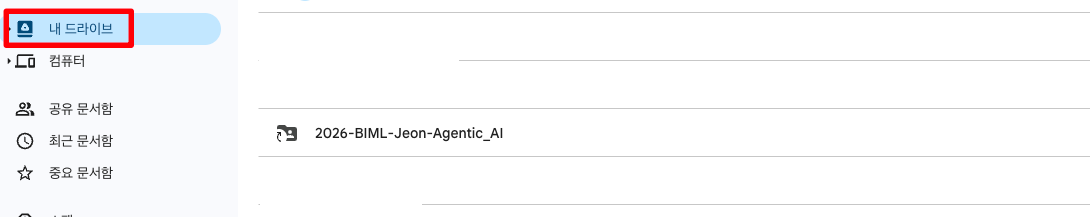 내 드라이브
컴퓨터
2026-BIML-Jeon-Agentic_AI
공유 문서함
최근 문서함
중요 문서함